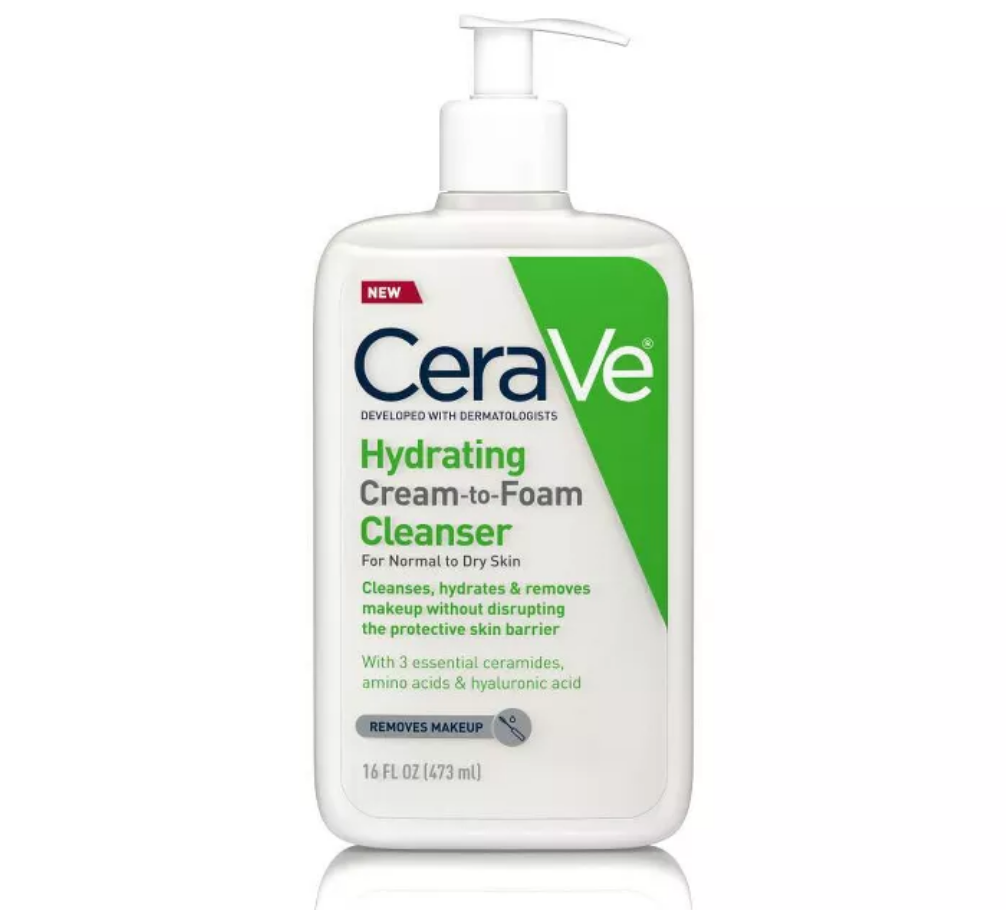 NEW
CeraVe®
DEVELOPED WITH DERMATOLOGISTS
Hydrating
Cream-to-Foam
Cleanser
For Normal to Dry Skin
Cleanses, hydrates & removes
makeup without disrupting
the protective skin barrier
With 3 essential ceramides,
amino acids & hyaluronic acid
REMOVES MAKEUP
16 FL OZ (473 ml)